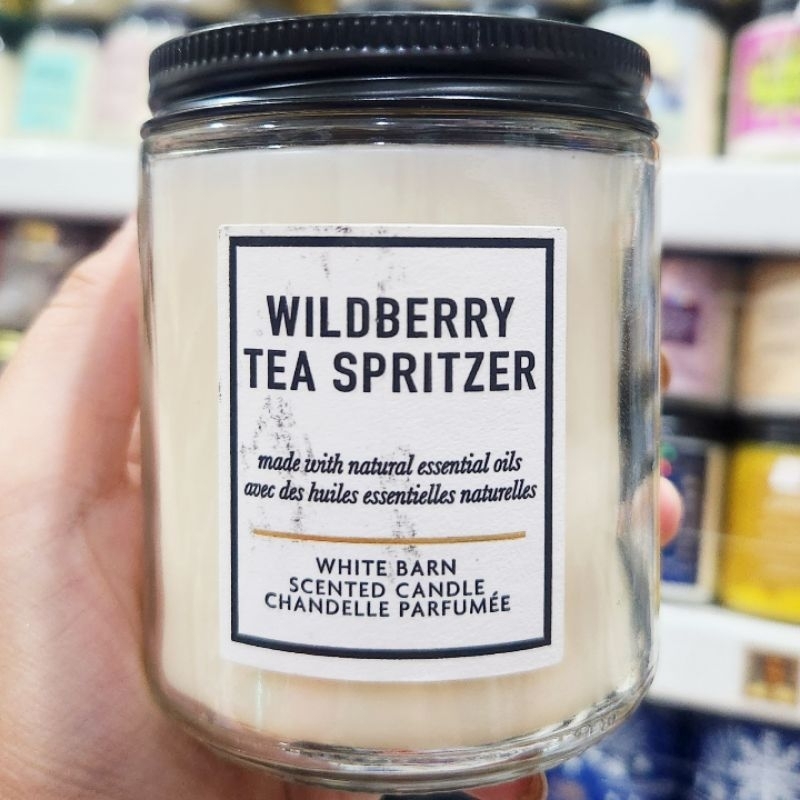 WILDBERRY
TEA SPRITZER
made with natural essential oils
avec des huiles essentielles naturelles
WHITE BARN
SCENTED CANDLE
CHANDELLE PARFUMÉE